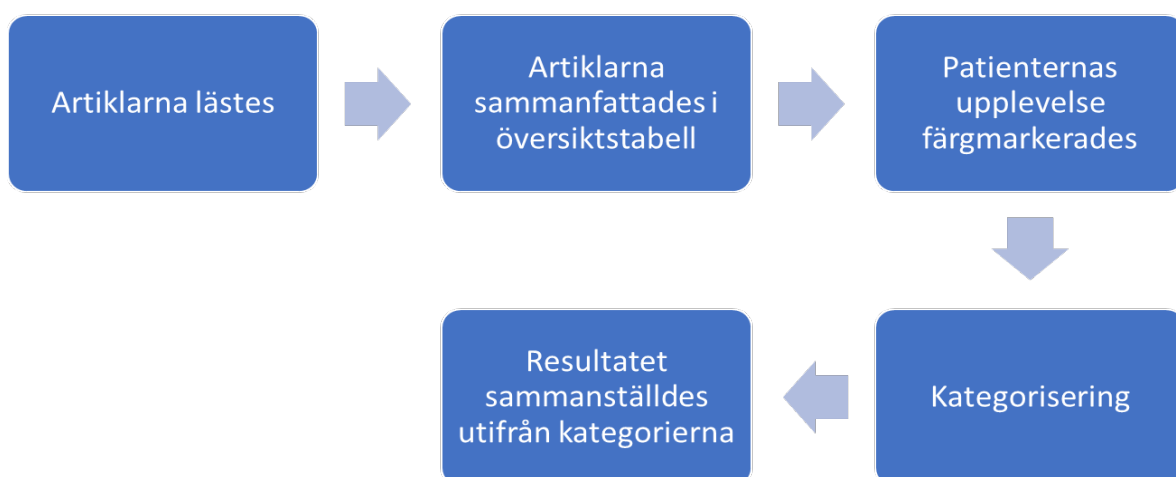 Artiklarna lästes
Artiklarna
sammanfattades i
översiktstabell
Patienternas
upplevelse
färgmarkerades
Kategorisering
Resultatet
sammanställdes
utifrån kategorierna